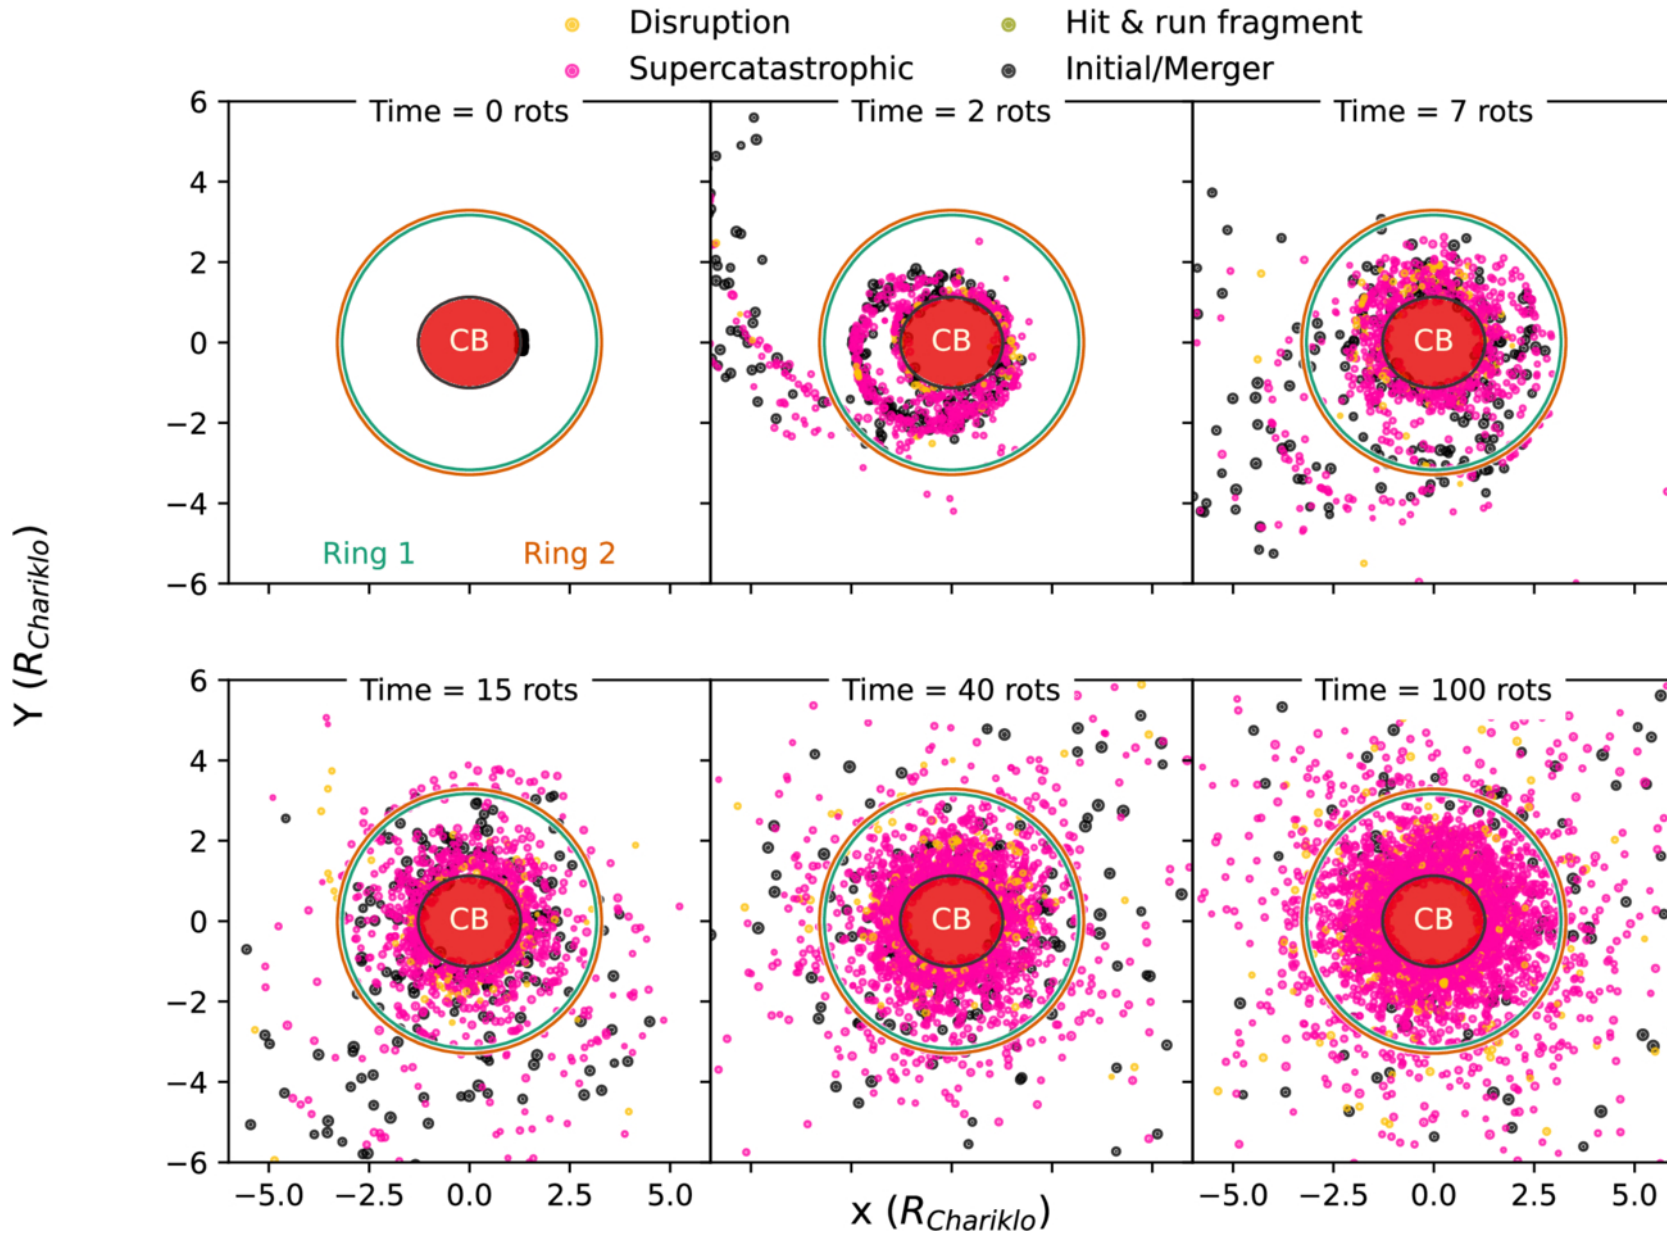 Disruption
Hit & run fragment
Supercatastrophic
Initial/Merger
Time = 0 rots
Time = 2 rots
Time = 7 rots
6
4
2
0
−2
−4
−6
CB
CB
CB
Ring 1
Ring 2
Y (R_Chariklo)
Time = 15 rots
Time = 40 rots
Time = 100 rots
6
4
2
0
−2
−4
−6
CB
CB
CB
−5.0 −2.5 0.0 2.5 5.0
−5.0 −2.5 0.0 2.5 5.0
x (R_Chariklo)